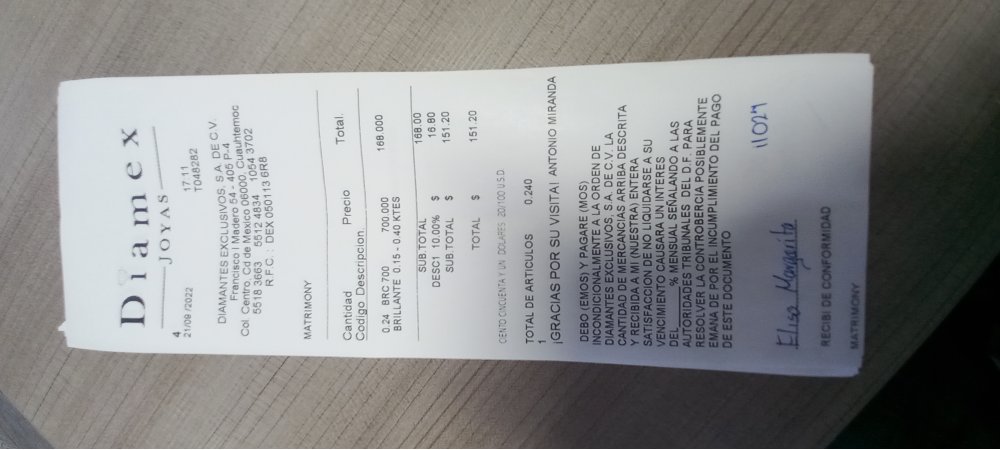 Diamex
JOYAS
4
21/09/2022 17:11
T048282
DIAMANTES EXCLUSIVOS, S.A. DE C.V.
Francisco I Madero 54 - 405 P-4
Col. Centro, Cd de Mexico 06000, Cuauhtemoc
5518 3663 5512 4834 1054 3702
R.F.C.: DEX 050113 6R8
MATRIMONY
Cantidad Precio Total
Codigo Descripcion
0.24 BRC 700 700.000 168.000
BRILLANTE 0.15 - 0.40 KTES
SUB.TOTAL 168.00
DESC1 10.00% $ 16.80
SUB.TOTAL $ 151.20
TOTAL $ 151.20
CIENTO CINCUENTA Y UN DOLARES 20/100 U.S.D.
TOTAL DE ARTICULOS 0.240
1
¡GRACIAS POR SU VISITA! ANTONIO MIRANDA
DEBO (EMOS) Y PAGARE (MOS)
INCONDICIONALMENTE A LA ORDEN DE
DIAMANTES EXCLUSIVOS, S.A. DE C.V. LA
CANTIDAD DE MERCANCIAS ARRIBA DESCRITA
Y RECIBIDA A MI (NUESTRA) ENTERA
SATISFACCION DE NO LIQUIDARSE A SU
VENCIMIENTO CAUSARA UN INTERES
DEL % MENSUAL SEÑALANDO A LAS
AUTORIDADES TRIBUNALES DEL D.F. PARA
RESOLVER LA CONTROBERCIA POSIBLEMENTE
EMANA DE POR EL INCUMPLIMIENTO DEL PAGO
DE ESTE DOCUMENTO
11029
Elisa Margarita
RECIBI DE CONFORMIDAD
MATRIMONY